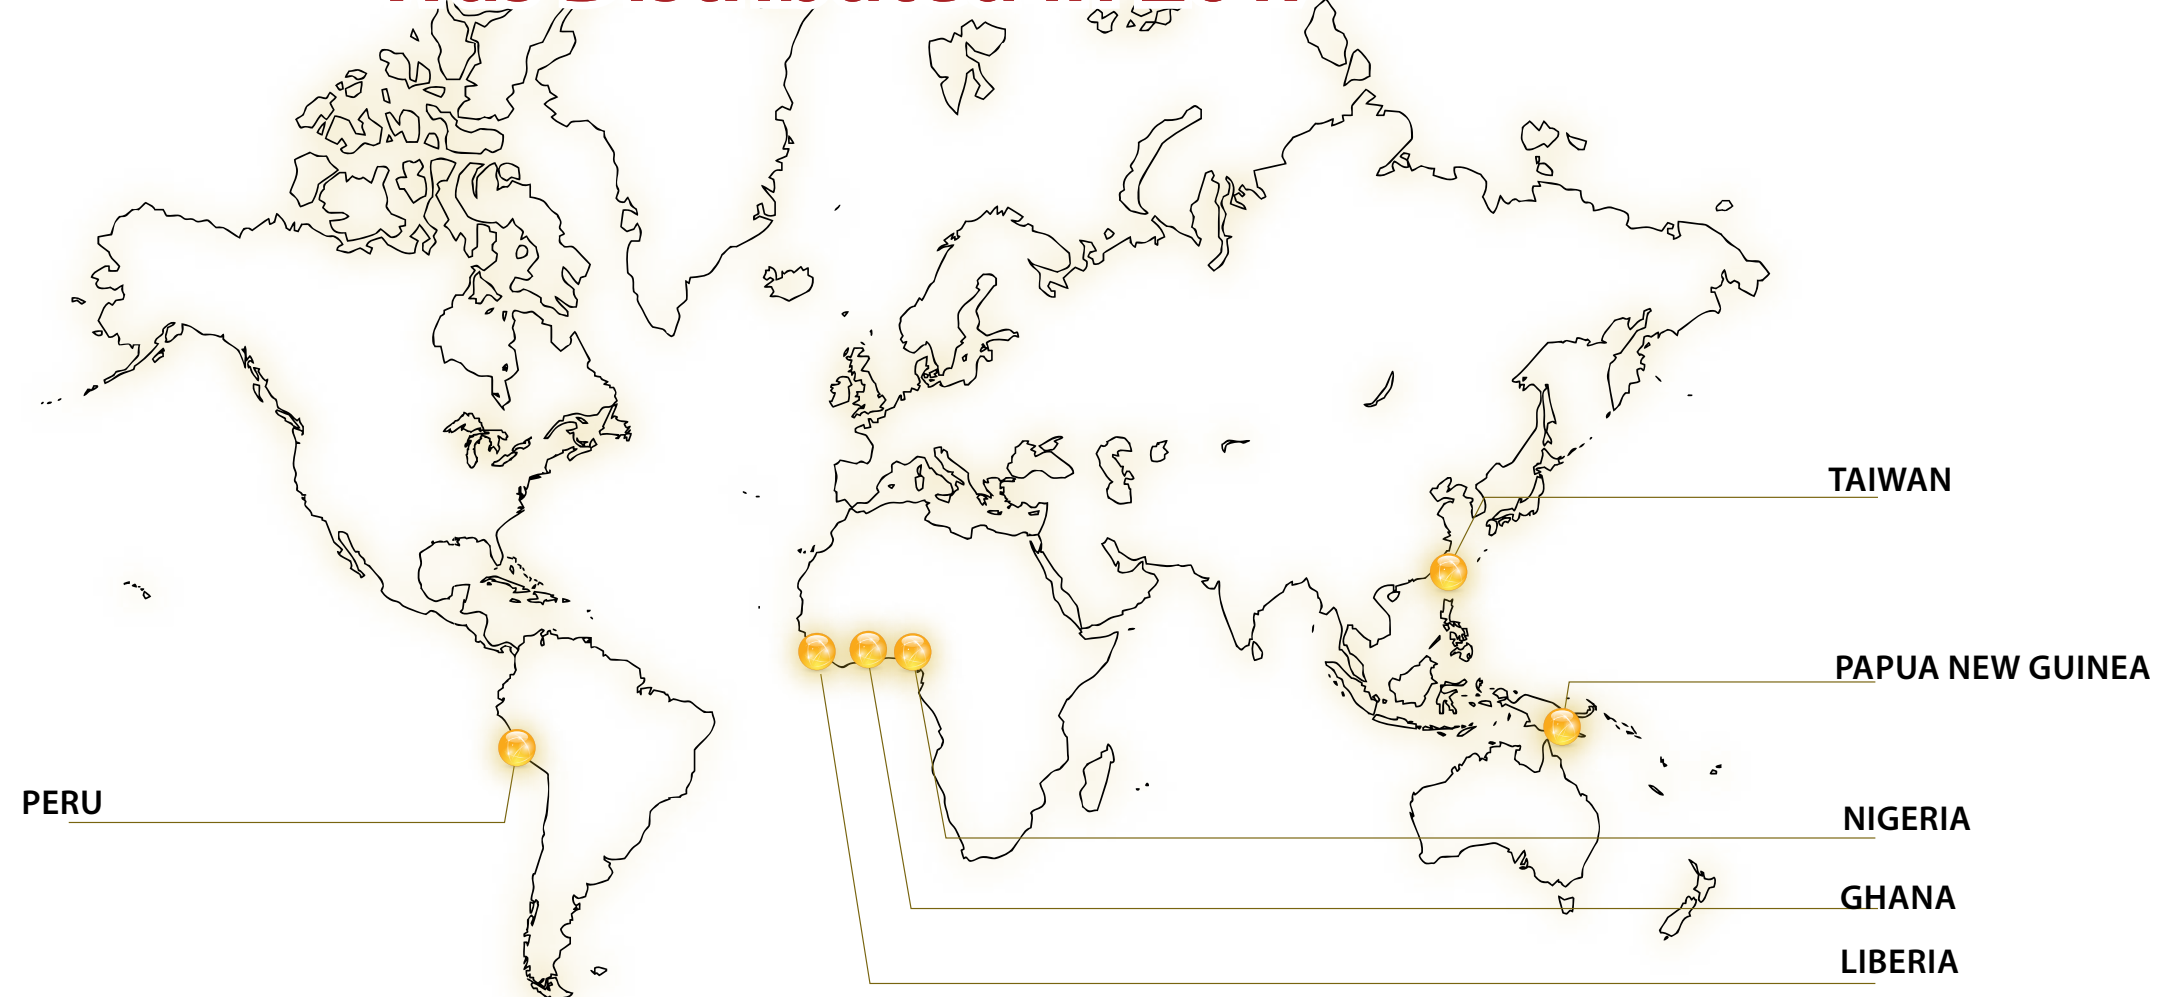 TAIWAN
PAPUA NEW GUINEA
PERU
NIGERIA
GHANA
LIBERIA